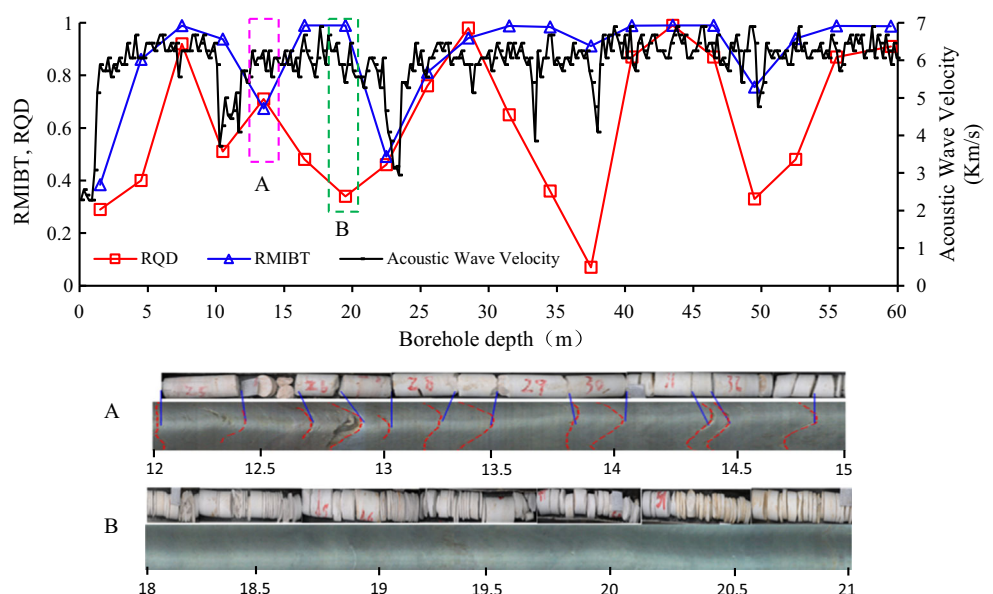 RMIBT, RQD
1
0.8
0.6
0.4
0.2
0
7
6
5
4
3
2
1
0
Acoustic Wave Velocity
(Km/s)
A
B
RQD RMIBT Acoustic Wave Velocity
0 5 10 15 20 25 30 35 40 45 50 55 60
Borehole depth（m）
28 29 30
A
12 12.5 13 13.5 14 14.5 15
B
18 18.5 19 19.5 20 20.5 21